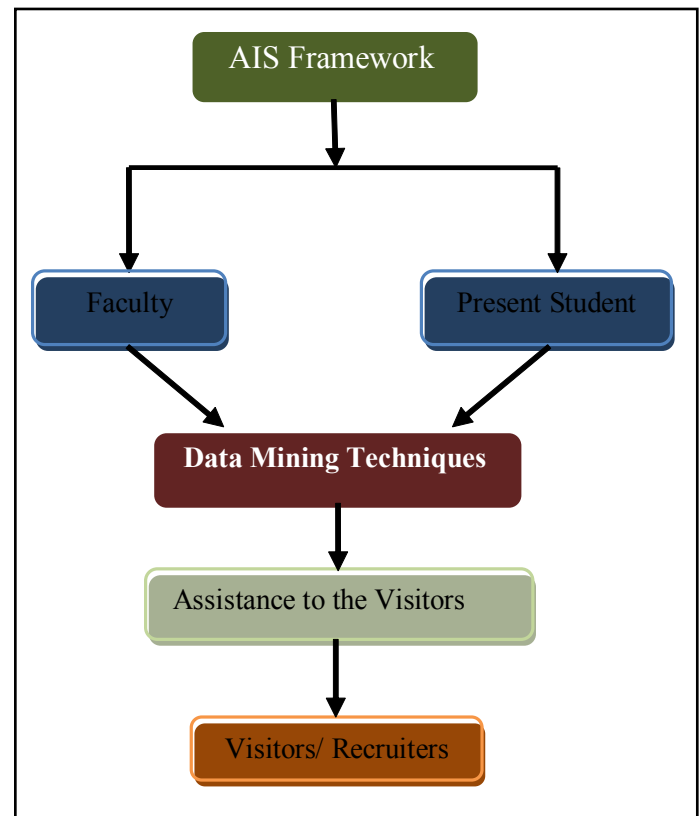 AIS Framework
Faculty
Present Student
Data Mining Techniques
Assistance to the Visitors
Visitors/ Recruiters